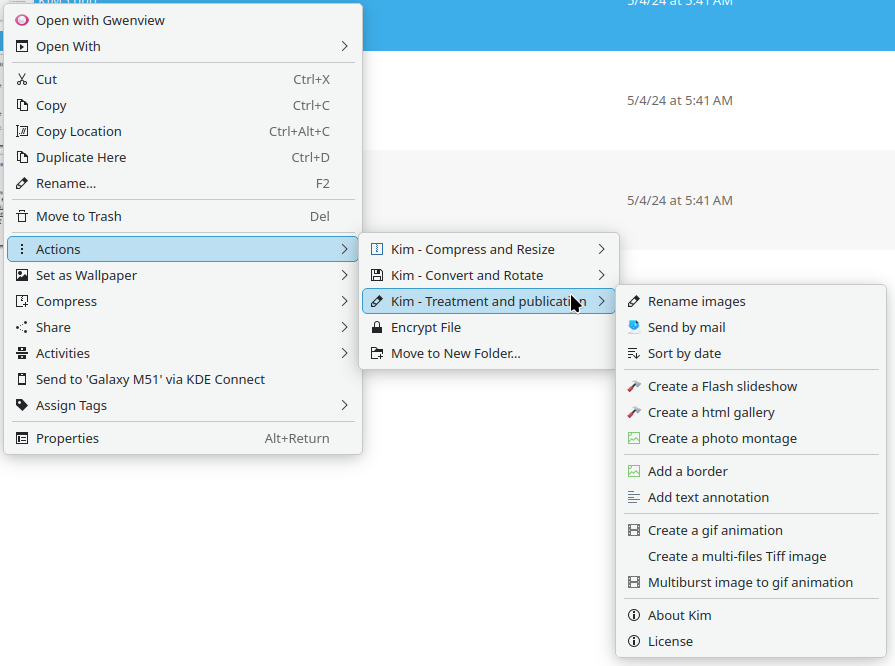 5/4/24 at 5:41 AM
Open with Gwenview
Open With
Cut Ctrl+X
Copy Ctrl+C
Copy Location Ctrl+Alt+C
Duplicate Here Ctrl+D
Rename... F2
Move to Trash Del
Actions
Set as Wallpaper
Compress
Share
Activities
Send to 'Galaxy M51' via KDE Connect
Assign Tags
Properties Alt+Return
5/4/24 at 5:41 AM
5/4/24 at 5:41 AM
Kim - Compress and Resize
Kim - Convert and Rotate
Kim - Treatment and publication
Encrypt File
Move to New Folder...
Rename images
Send by mail
Sort by date
Create a Flash slideshow
Create a html gallery
Create a photo montage
Add a border
Add text annotation
Create a gif animation
Create a multi-files Tiff image
Multiburst image to gif animation
About Kim
License